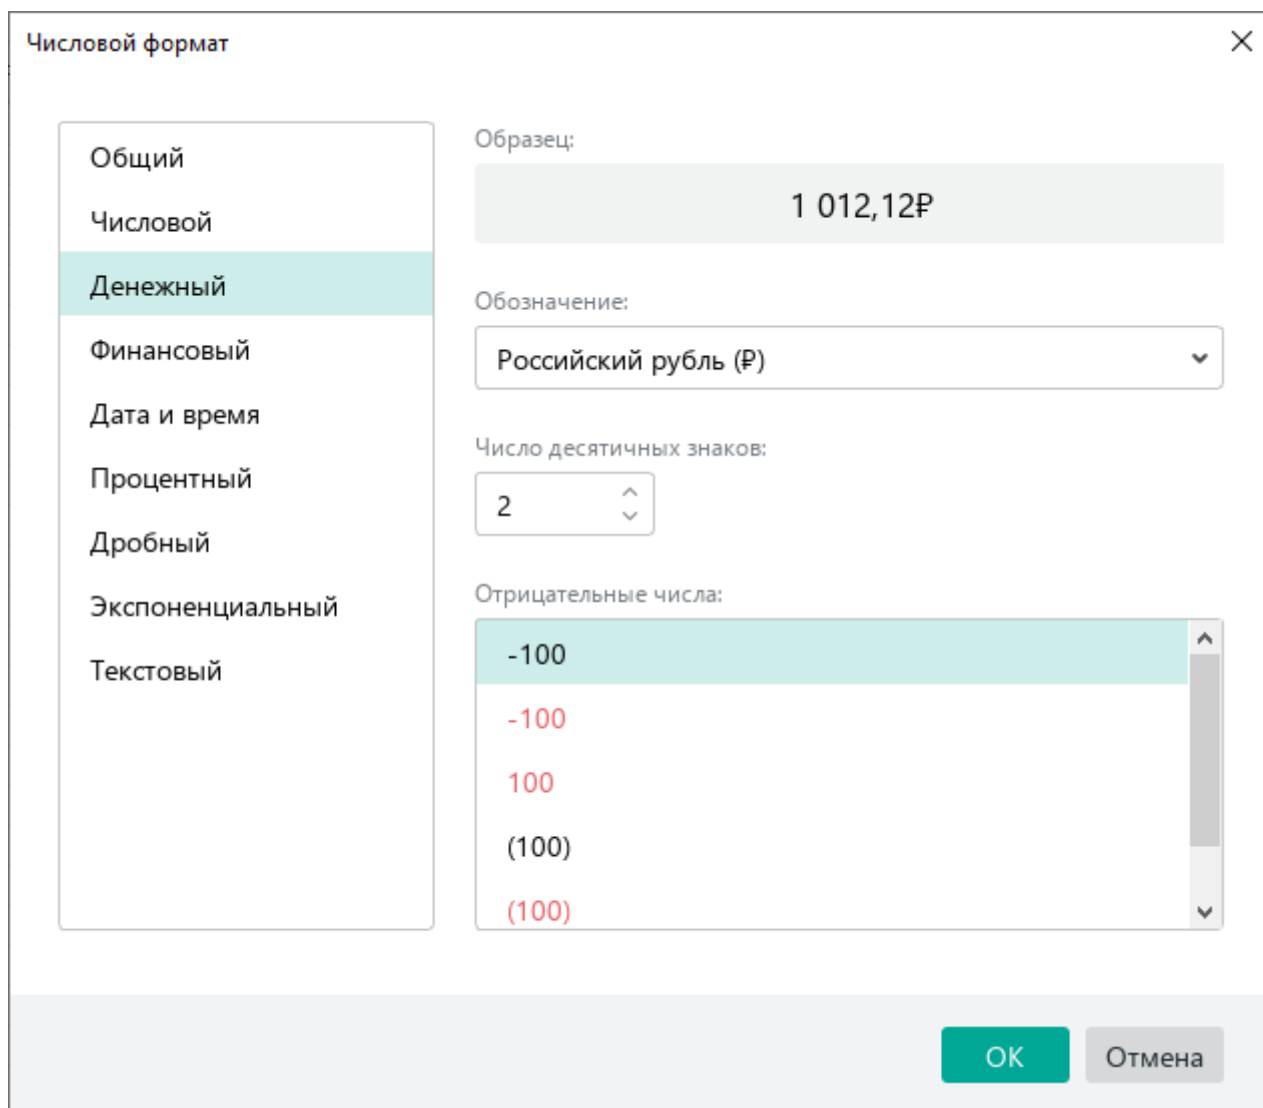 Числовой формат
Общий
Числовой
Денежный
Финансовый
Дата и время
Процентный
Дробный
Экспоненциальный
Текстовый
Образец:
1 012,12₽
Обозначение:
Российский рубль (₽)
Число десятичных знаков:
2
Отрицательные числа:
-100
-100
100
(100)
(100)
ОК
Отмена